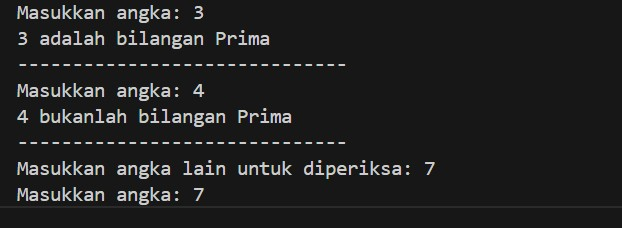 Masukkan angka: 3
3 adalah bilangan Prima
------------------------------
Masukkan angka: 4
4 bukanlah bilangan Prima
------------------------------
Masukkan angka lain untuk diperiksa: 7
Masukkan angka: 7